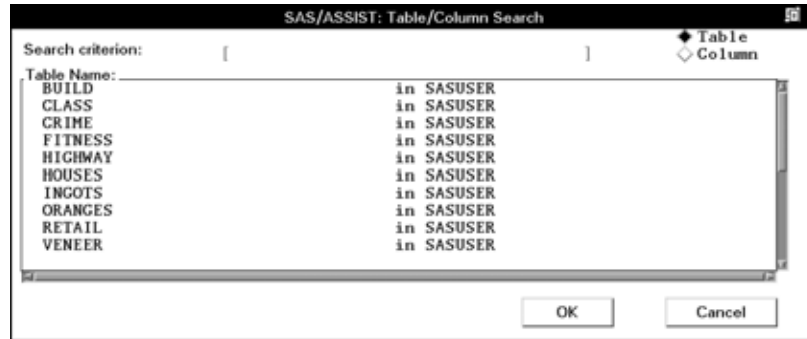 SAS/ASSIST: Table/Column Search
Search criterion: [ ] Table
Column
Table Name:
BUILD in SASUSER
CLASS in SASUSER
CRIME in SASUSER
FITNESS in SASUSER
HIGHWAY in SASUSER
HOUSES in SASUSER
INGOTS in SASUSER
ORANGES in SASUSER
RETAIL in SASUSER
VENEER in SASUSER
OK Cancel